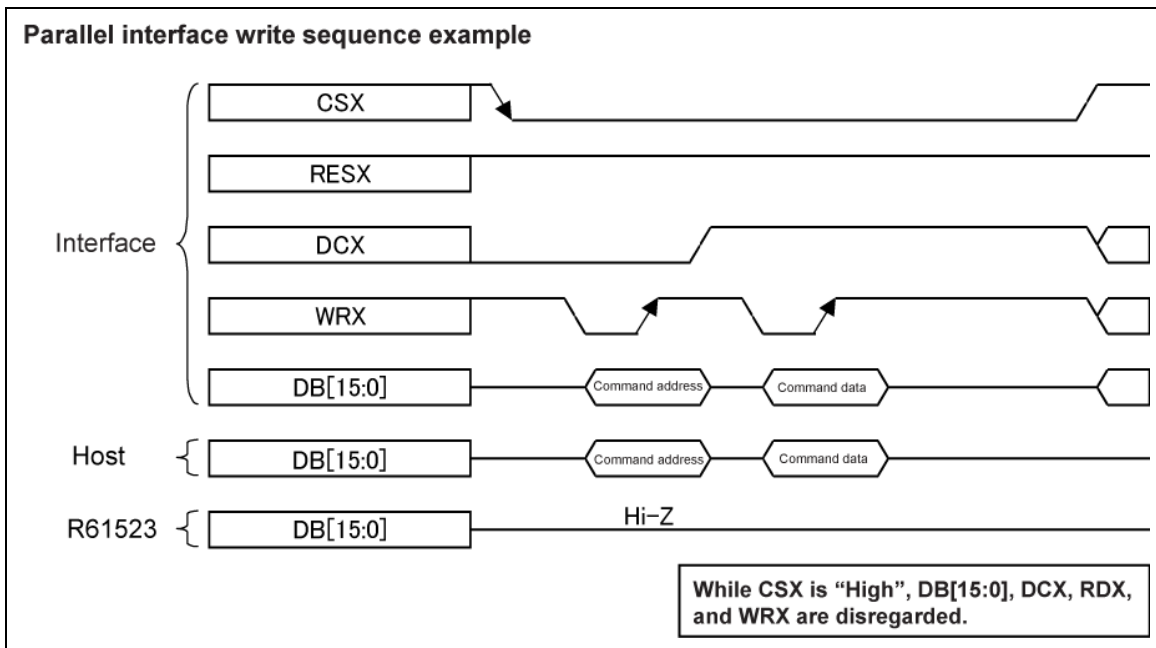 Parallel interface write sequence example
CSX
RESX
Interface
DCX
WRX
DB[15:0]
Command address
Command data
Host
DB[15:0]
Command address
Command data
R61523
DB[15:0]
Hi-Z
While CSX is “High”, DB[15:0], DCX, RDX,
and WRX are disregarded.